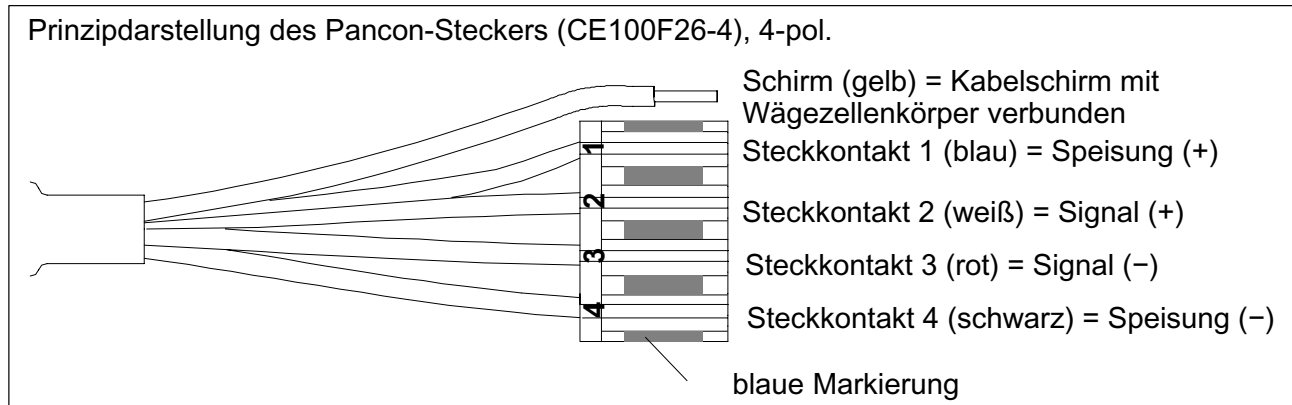 Prinzipdarstellung des Pancon-Steckers (CE100F26-4), 4-pol.
Schirm (gelb) = Kabelschirm mit
Wägezellenkörper verbunden
1
Steckkontakt 1 (blau) = Speisung (+)
2
Steckkontakt 2 (weiß) = Signal (+)
3
Steckkontakt 3 (rot) = Signal (−)
4
Steckkontakt 4 (schwarz) = Speisung (−)
blaue Markierung